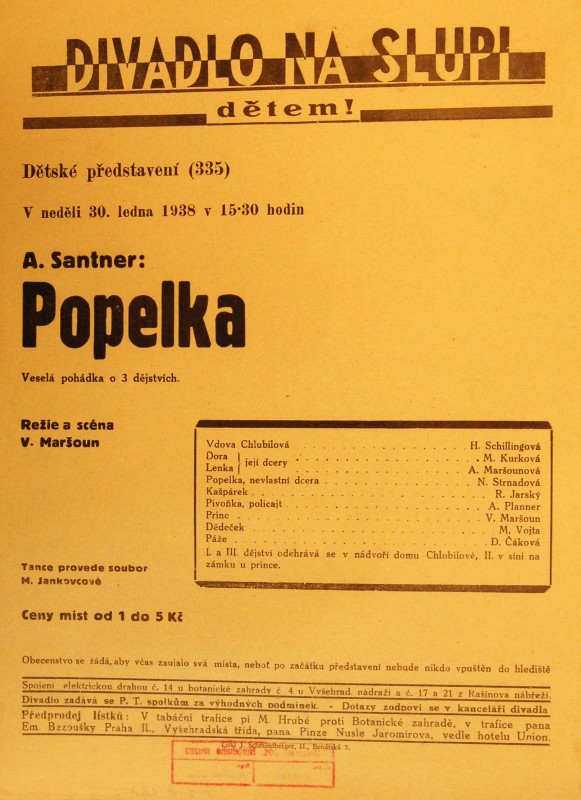 DIVADLO NA SLUPI
dětem!
Dětské představení (335)
V neděli 30. ledna 1938 v 15·30 hodin
A. Santner:
Popelka
Veselá pohádka o 3 dějstvích.
Režie a scéna
V. Maršoun
Vdova Chlubilová . . . . . . . . . . . . H. Schillingová
Dora } její dcery . . . . . . . . . . . . M. Kurková
Lenka . . . . . . . . . . . . A. Maršounová
Popelka, nevlastní dcera . . . . . . . . . . N. Strnadová
Kašpárek . . . . . . . . . . . . R. Jarský
Pivoňka, policajt . . . . . . . . . . . . A. Planner
Princ . . . . . . . . . . . . V. Maršoun
Dědeček . . . . . . . . . . . . M. Vojta
Páže . . . . . . . . . . . . D. Čáková
I. a III. dějství odehrává se v nádvoří domu Chlubilové, II. v síni na
zámku u prince.
Tance provede soubor
M. Jankovcové
Ceny míst od 1 do 5 Kč
Obecenstvo se žádá, aby včas zaujalo svá místa, neboť po začátku představení nebude nikdo vpuštěn do hlediště
Spojení elektrickou drahou č. 14 u botanické zahrady č 4 u Vyšehrad. nádraží a č. 17 a 21 z Rašínova nábřeží.
Divadlo zadává se P. T. spolkům za výhodných podmínek - Dotazy zodpoví se v kanceláři divadla
Předprodej lístků: V tabáční trafice pí M. Hrubé proti Botanické zahradě, v trafice pana
Em. Bezoušky Praha II., Vyšehradská třída, pana Pinze Nusle Jaromírova, vedle hotelu Union.
J. Schmiedberger, II., Benátská 7.